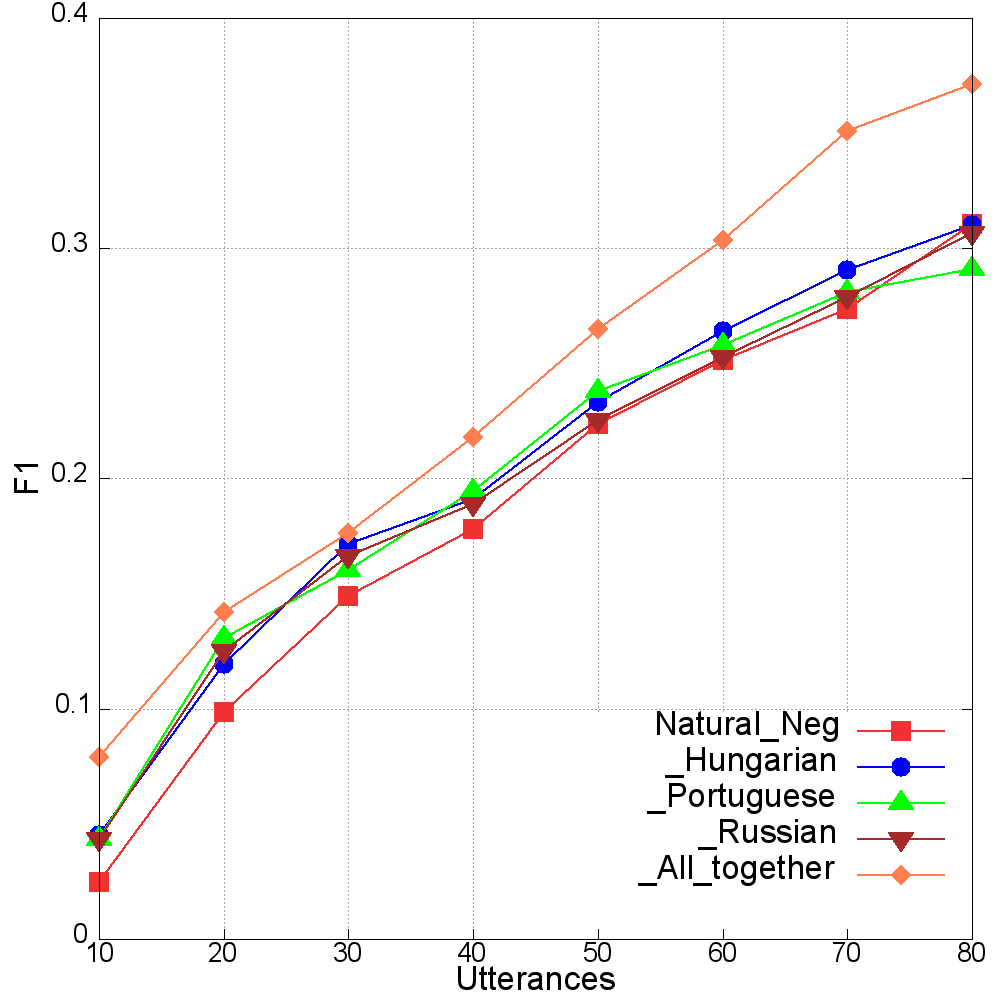 0.4
0.3
0.2
0.1
0
F1
10 20 30 40 50 60 70 80
Utterances
Natural_Neg
_Hungarian
_Portuguese
_Russian
_All_together